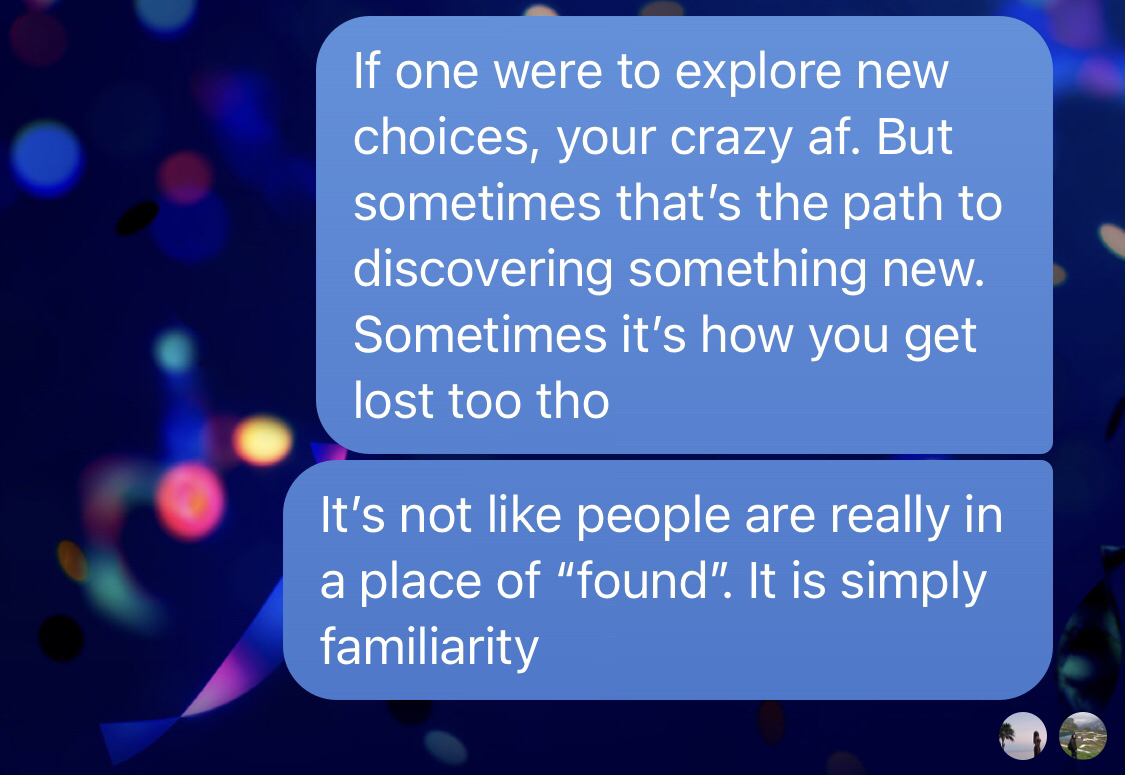 If one were to explore new
choices, your crazy af. But
sometimes that’s the path to
discovering something new.
Sometimes it’s how you get
lost too tho
It’s not like people are really in
a place of “found”. It is simply
familiarity